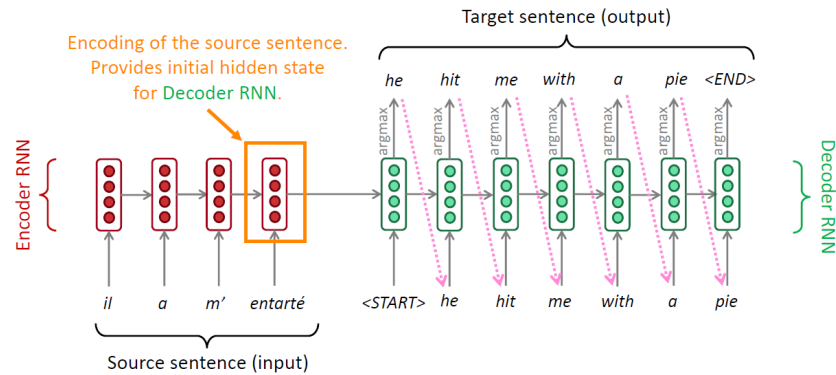 Target sentence (output)
Encoding of the source sentence.
Provides initial hidden state
for Decoder RNN.
he hit me with a pie <END>
argmax argmax argmax argmax argmax argmax argmax
Encoder RNN
Decoder RNN
il a m’ entarté <START> he hit me with a pie
Source sentence (input)